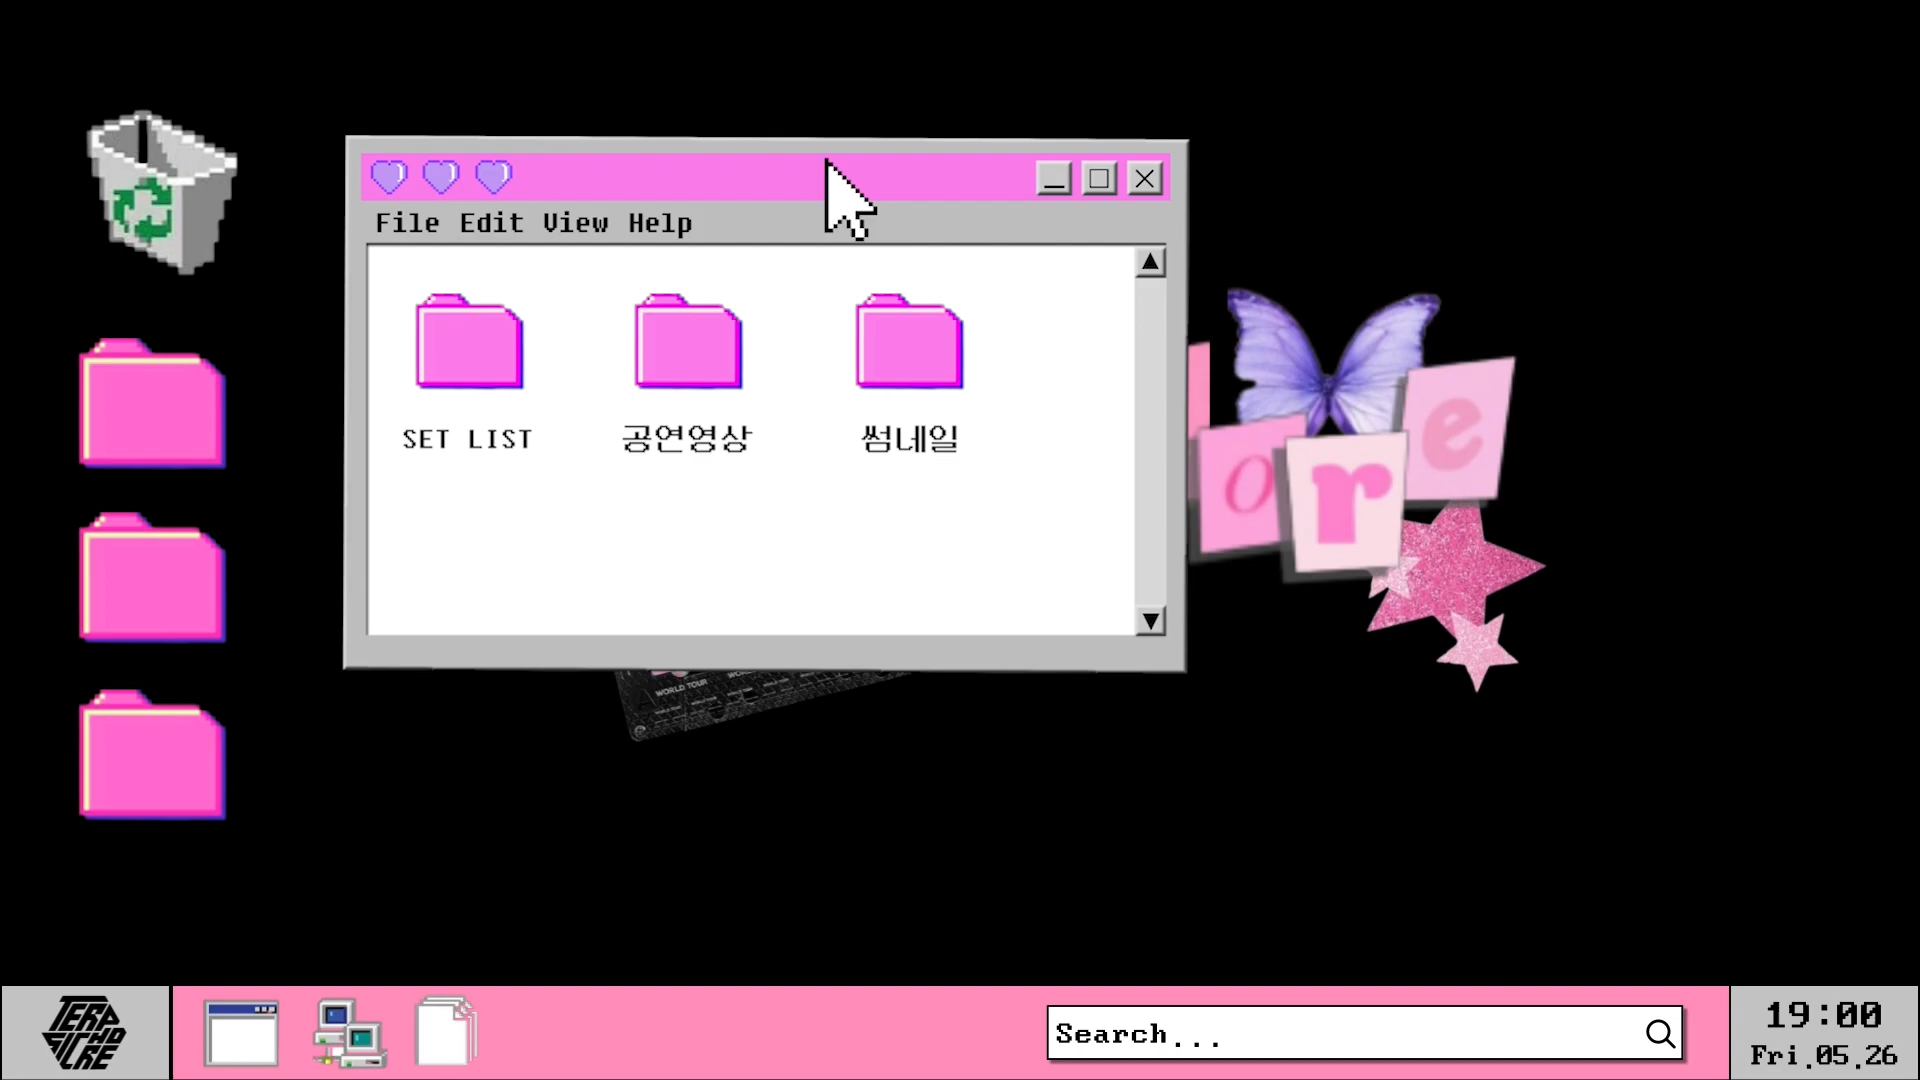 File Edit View Help
SET LIST
공연영상
썸네일
o
r
e
WORLD TOUR
TERPSICHORE
Search...
19:00
Fri.05.26